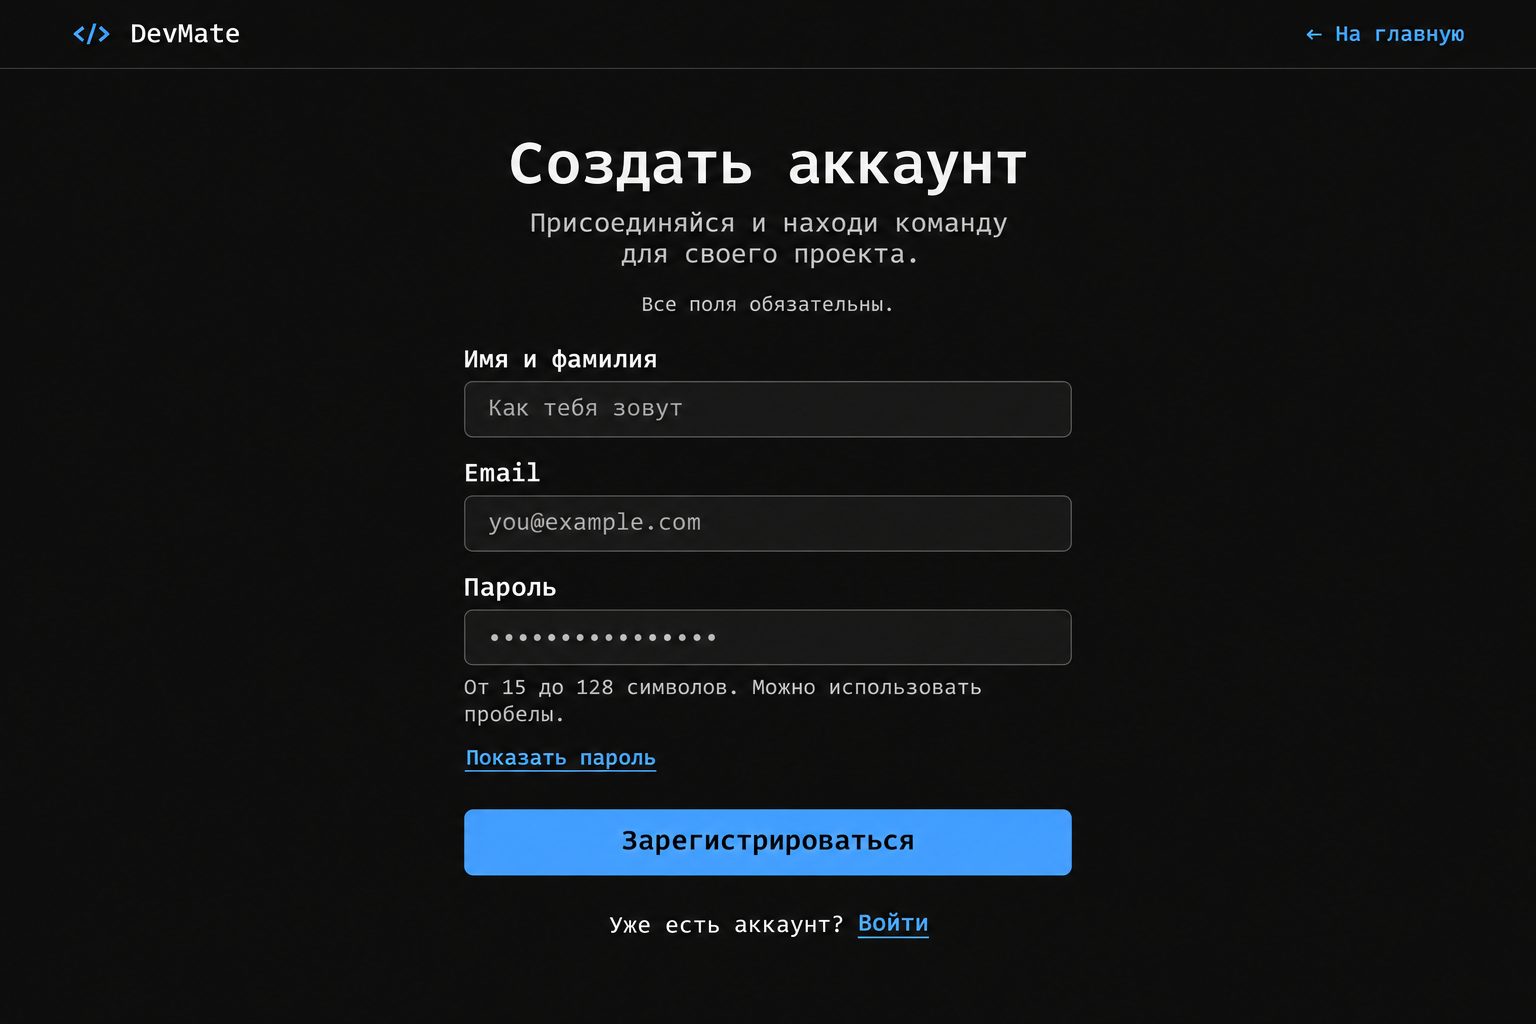 </> DevMate
← На главную
Создать аккаунт
Присоединяйся и находи команду
для своего проекта.
Все поля обязательны.
Имя и фамилия
Как тебя зовут
Email
you@example.com
Пароль
••••••••••••••••
От 15 до 128 символов. Можно использовать
пробелы.
Показать пароль
Зарегистрироваться
Уже есть аккаунт? Войти